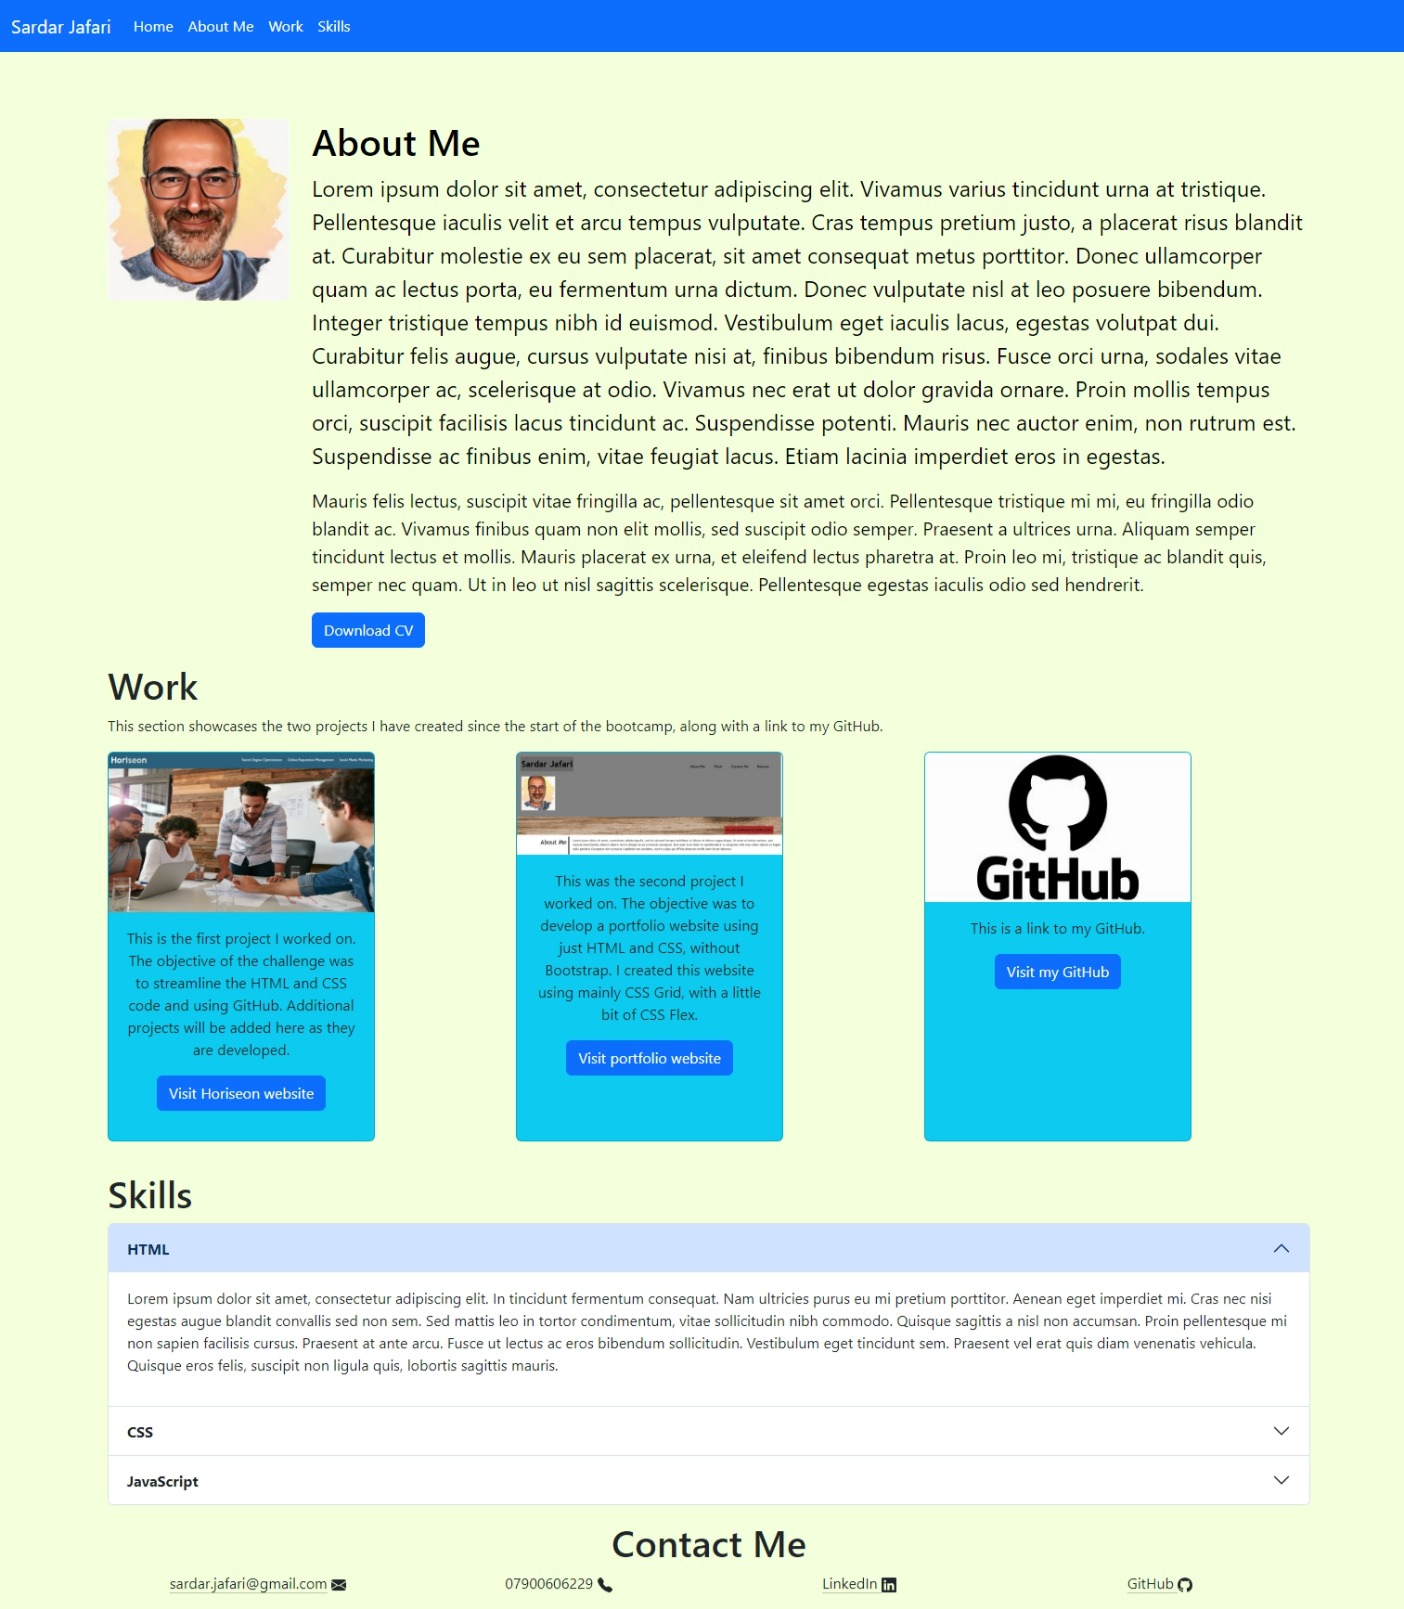 Sardar Jafari Home About Me Work Skills
About Me
Lorem ipsum dolor sit amet, consectetur adipiscing elit. Vivamus varius tincidunt urna at tristique.
Pellentesque iaculis velit et arcu tempus vulputate. Cras tempus pretium justo, a placerat risus blandit
at. Curabitur molestie ex eu sem placerat, sit amet consequat metus porttitor. Donec ullamcorper
quam ac lectus porta, eu fermentum urna dictum. Donec vulputate nisl at leo posuere bibendum.
Integer tristique tempus nibh id euismod. Vestibulum eget iaculis lacus, egestas volutpat dui.
Curabitur felis augue, cursus vulputate nisi at, finibus bibendum risus. Fusce orci urna, sodales vitae
ullamcorper ac, scelerisque at odio. Vivamus nec erat ut dolor gravida ornare. Proin mollis tempus
orci, suscipit facilisis lacus tincidunt ac. Suspendisse potenti. Mauris nec auctor enim, non rutrum est.
Suspendisse ac finibus enim, vitae feugiat lacus. Etiam lacinia imperdiet eros in egestas.
Mauris felis lectus, suscipit vitae fringilla ac, pellentesque sit amet orci. Pellentesque tristique mi mi, eu fringilla odio
blandit ac. Vivamus finibus quam non elit mollis, sed suscipit odio semper. Praesent a ultrices urna. Aliquam semper
tincidunt lectus et mollis. Mauris placerat ex urna, et eleifend lectus pharetra at. Proin leo mi, tristique ac blandit quis,
semper nec quam. Ut in leo ut nisl sagittis scelerisque. Pellentesque egestas iaculis odio sed hendrerit.
Download CV
Work
This section showcases the two projects I have created since the start of the bootcamp, along with a link to my GitHub.
Horiseon
This is the first project I worked on.
The objective of the challenge was
to streamline the HTML and CSS
code and using GitHub. Additional
projects will be added here as they
are developed.
Visit Horiseon website
Sardar Jafari
About Me
This was the second project I
worked on. The objective was to
develop a portfolio website using
just HTML and CSS, without
Bootstrap. I created this website
using mainly CSS Grid, with a little
bit of CSS Flex.
Visit portfolio website
GitHub
This is a link to my GitHub.
Visit my GitHub
Skills
HTML
Lorem ipsum dolor sit amet, consectetur adipiscing elit. In tincidunt fermentum consequat. Nam ultricies purus eu mi pretium porttitor. Aenean eget imperdiet mi. Cras nec nisi
egestas augue blandit convallis sed non sem. Sed mattis leo in tortor condimentum, vitae sollicitudin nibh commodo. Quisque sagittis a nisl non accumsan. Proin pellentesque mi
non sapien facilisis cursus. Praesent at ante arcu. Fusce ut lectus ac eros bibendum sollicitudin. Vestibulum eget tincidunt sem. Praesent vel erat quis diam venenatis vehicula.
Quisque eros felis, suscipit non ligula quis, lobortis sagittis mauris.
CSS
JavaScript
Contact Me
sardar.jafari@gmail.com 07900606229 LinkedIn GitHub